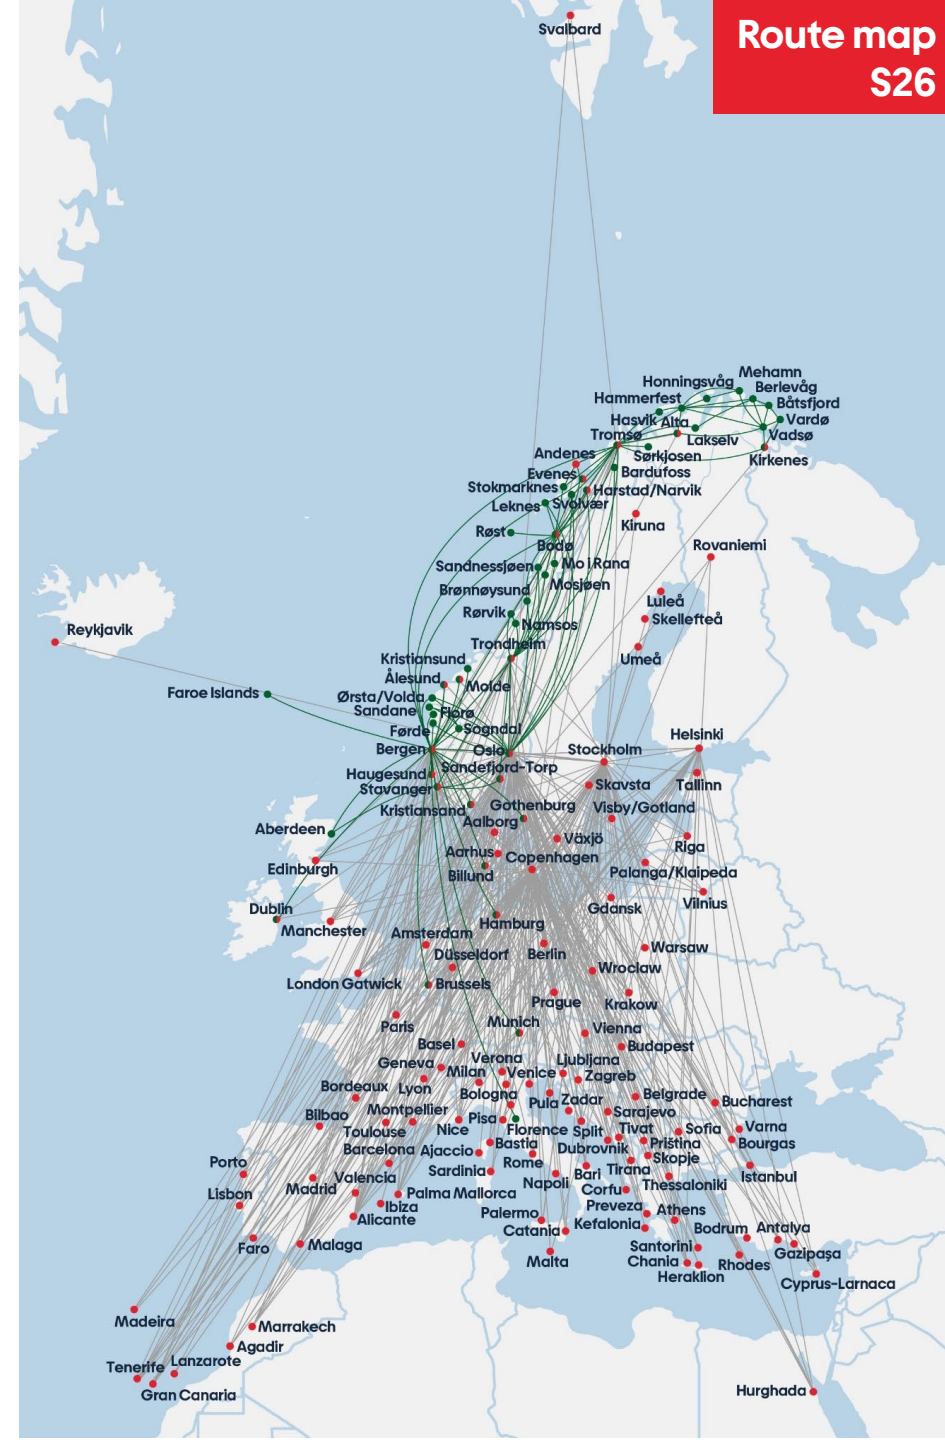 Svalbard
Route map
S26
Mehamn
Honningsvåg
Berlevåg
Hammerfest
Båtsfjord
Hasvik
Alta
Vardø
Tromsø
Lakselv
Vadsø
Andenes
Sørkjosen
Kirkenes
Evenes
Bardufoss
Stokmarknes
Harstad/Narvik
Leknes
Svolvær
Kiruna
Røst
Bodø
Rovaniemi
Sandnessjøen
Mo i Rana
Mosjøen
Brønnøysund
Luleå
Rørvik
Skellefteå
Namsos
Reykjavik
Trondheim
Umeå
Kristiansund
Ålesund
Molde
Faroe Islands
Ørsta/Volda
Sandane
Florø
Førde
Sogndal
Helsinki
Bergen
Oslo
Stockholm
Sandefjord-Torp
Haugesund
Stavanger
Skavsta
Tallinn
Kristiansand
Gothenburg
Visby/Gotland
Aalborg
Aberdeen
Växjö
Riga
Aarhus
Copenhagen
Edinburgh
Billund
Palanga/Klaipeda
Dublin
Gdansk
Vilnius
Manchester
Hamburg
Amsterdam
Düsseldorf
Berlin
Warsaw
London Gatwick
Brussels
Wroclaw
Prague
Krakow
Paris
Munich
Vienna
Basel
Budapest
Geneva
Verona
Ljubljana
Milan
Venice
Zagreb
Bordeaux
Lyon
Bologna
Pula
Zadar
Belgrade
Bucharest
Bilbao
Montpellier
Sarajevo
Toulouse
Nice
Pisa
Florence
Split
Tivat
Sofia
Varna
Barcelona
Ajaccio
Bastia
Dubrovnik
Priština
Bourgas
Porto
Sardinia
Rome
Tirana
Skopje
Madrid
Valencia
Napoli
Bari
Thessaloniki
Istanbul
Lisbon
Palma Mallorca
Corfu
Ibiza
Preveza
Alicante
Palermo
Athens
Catania
Kefalonia
Bodrum
Antalya
Faro
Malaga
Malta
Santorini
Gazipaşa
Chania
Rhodes
Heraklion
Cyprus-Larnaca
Madeira
Marrakech
Agadir
Tenerife
Lanzarote
Gran Canaria
Hurghada